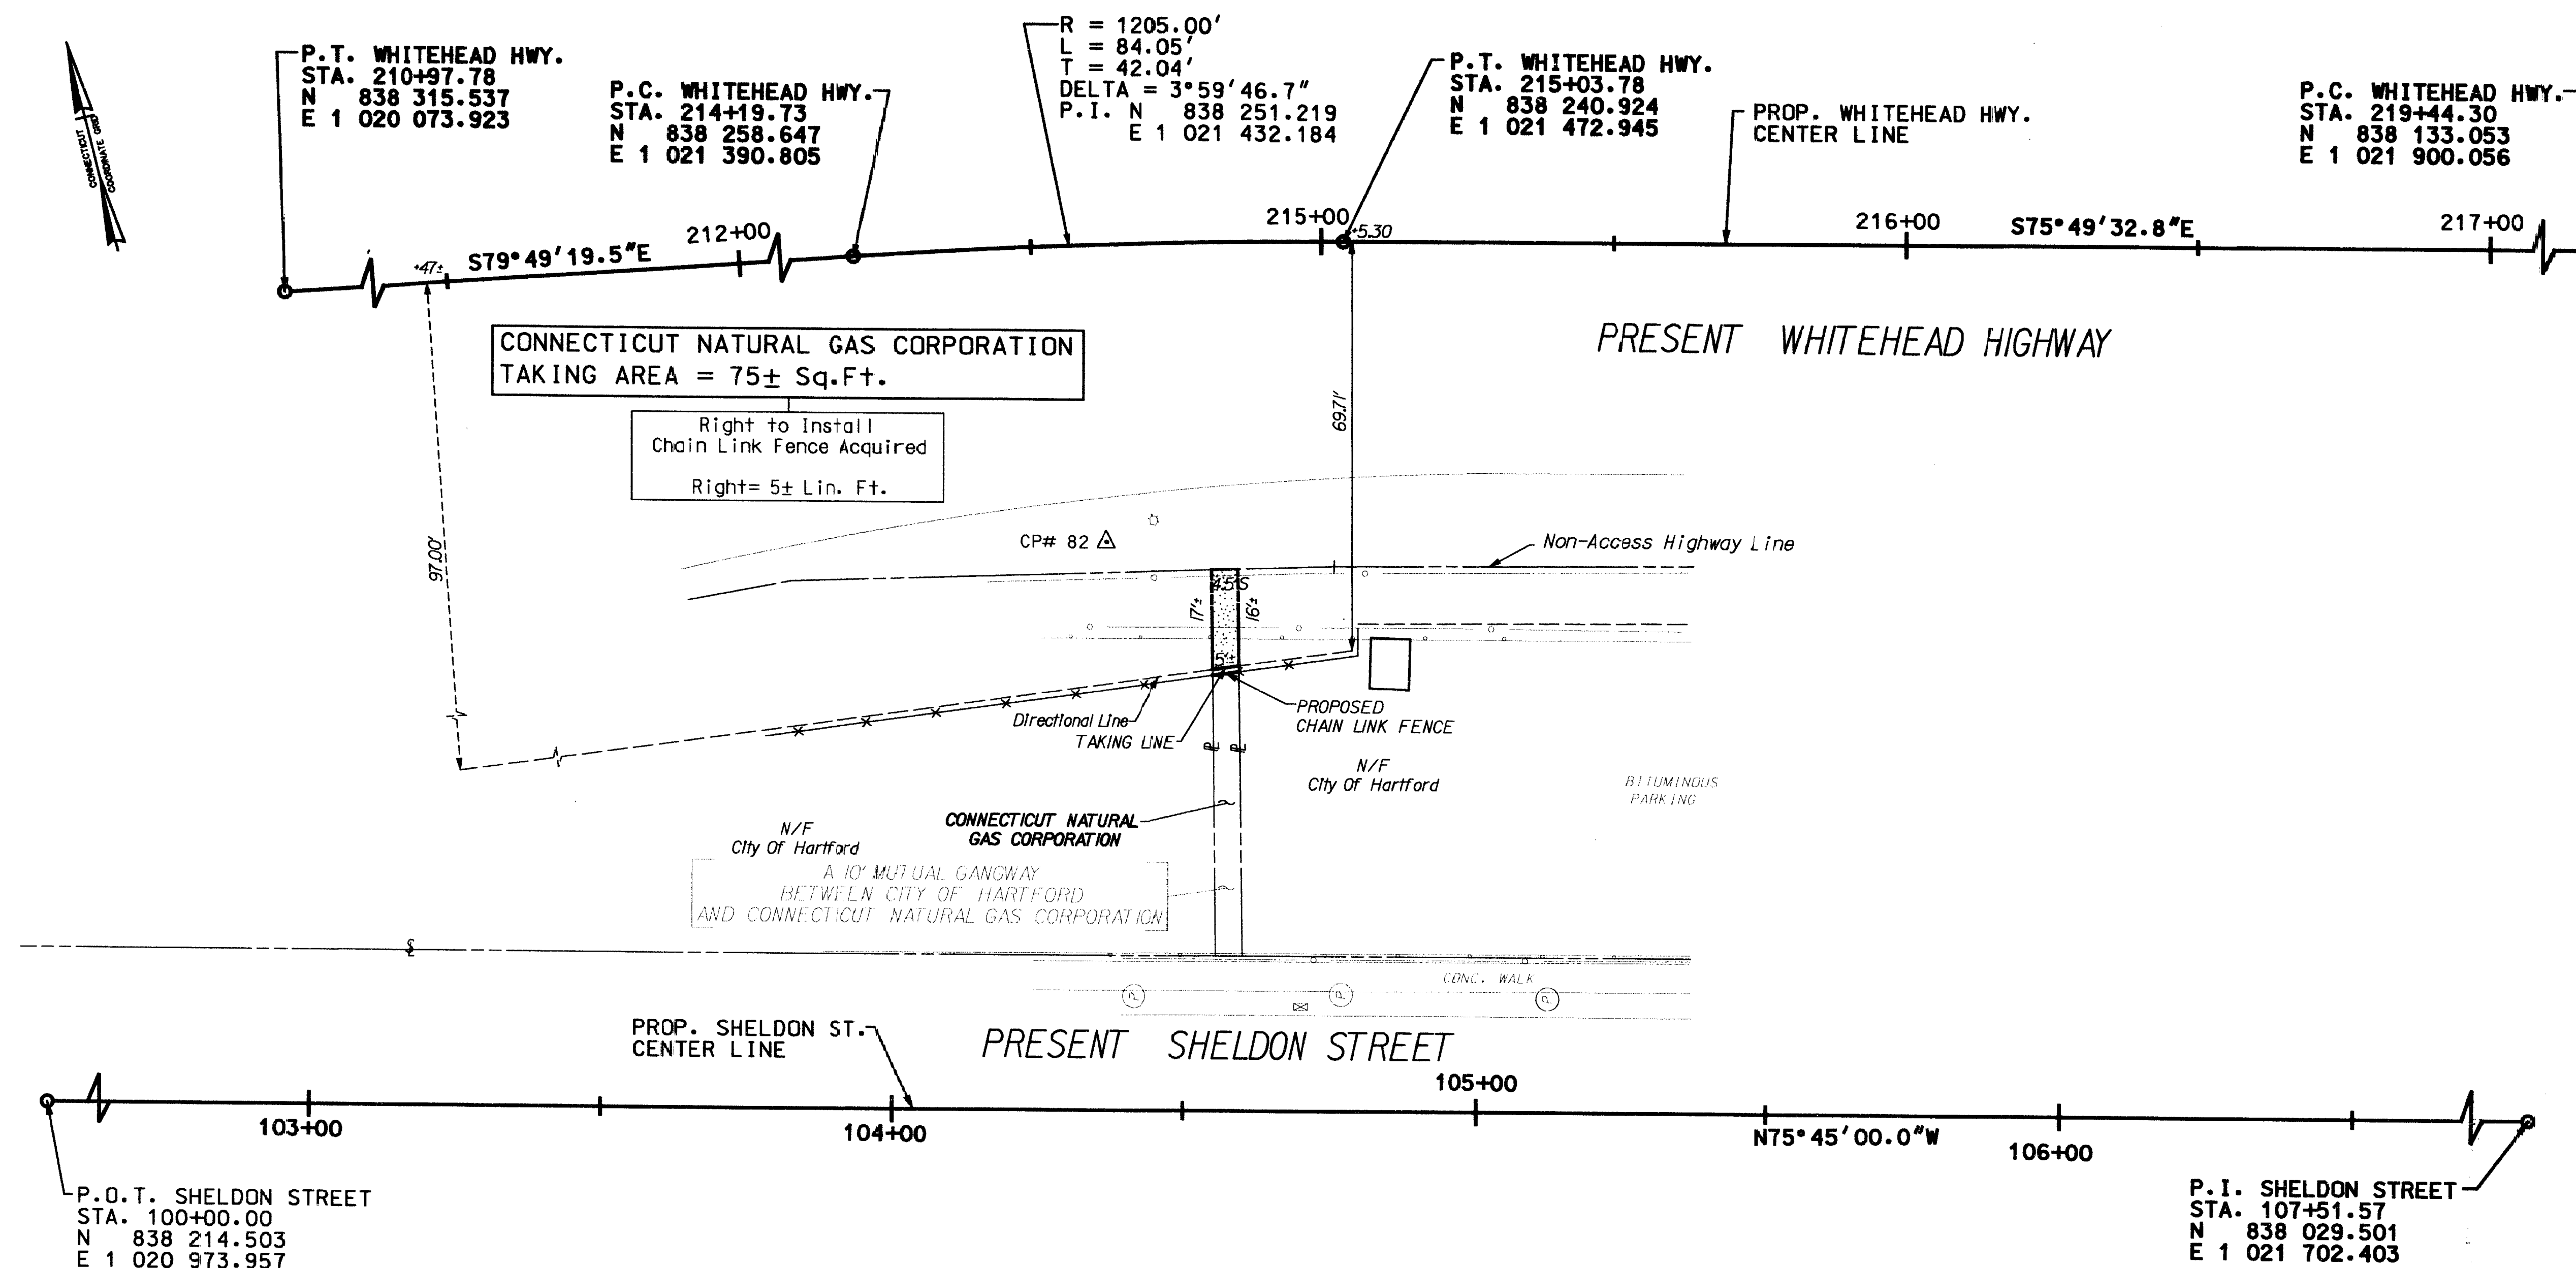 CONNECTICUT
COORDINATE GRID
P.T. WHITEHEAD HWY.
STA. 210+97.78
N 838 315.537
E 1 020 073.923
P.C. WHITEHEAD HWY.
STA. 214+19.73
N 838 258.647
E 1 021 390.805
R = 1205.00'
L = 84.05'
T = 42.04'
DELTA = 3°59'46.7"
P.I. N 838 251.219
E 1 021 432.184
P.T. WHITEHEAD HWY.
STA. 215+03.78
N 838 240.924
E 1 021 472.945
PROP. WHITEHEAD HWY.
CENTER LINE
P.C. WHITEHEAD HWY.
STA. 219+44.30
N 838 133.053
E 1 021 900.056
+47±
S79°49'19.5"E
212+00
215+00
+5.30
216+00
S75°49'32.8"E
217+00
CONNECTICUT NATURAL GAS CORPORATION
TAKING AREA = 75± Sq.Ft.
Right to Install
Chain Link Fence Acquired
Right= 5± Lin. Ft.
PRESENT WHITEHEAD HIGHWAY
69.71'
97.00'
CP# 82
Non-Access Highway Line
17'±
16'±
5'±
Directional Line
TAKING LINE
PROPOSED
CHAIN LINK FENCE
N/F
City Of Hartford
BITUMINOUS
PARKING
N/F
City Of Hartford
CONNECTICUT NATURAL
GAS CORPORATION
A 10' MUTUAL GANGWAY
BETWEEN CITY OF HARTFORD
AND CONNECTICUT NATURAL GAS CORPORATION
CONC. WALK
P
P
P
PROP. SHELDON ST.
CENTER LINE
PRESENT SHELDON STREET
103+00
104+00
105+00
N75°45'00.0"W
106+00
P.O.T. SHELDON STREET
STA. 100+00.00
N 838 214.503
E 1 020 973.957
P.I. SHELDON STREET
STA. 107+51.57
N 838 029.501
E 1 021 702.403